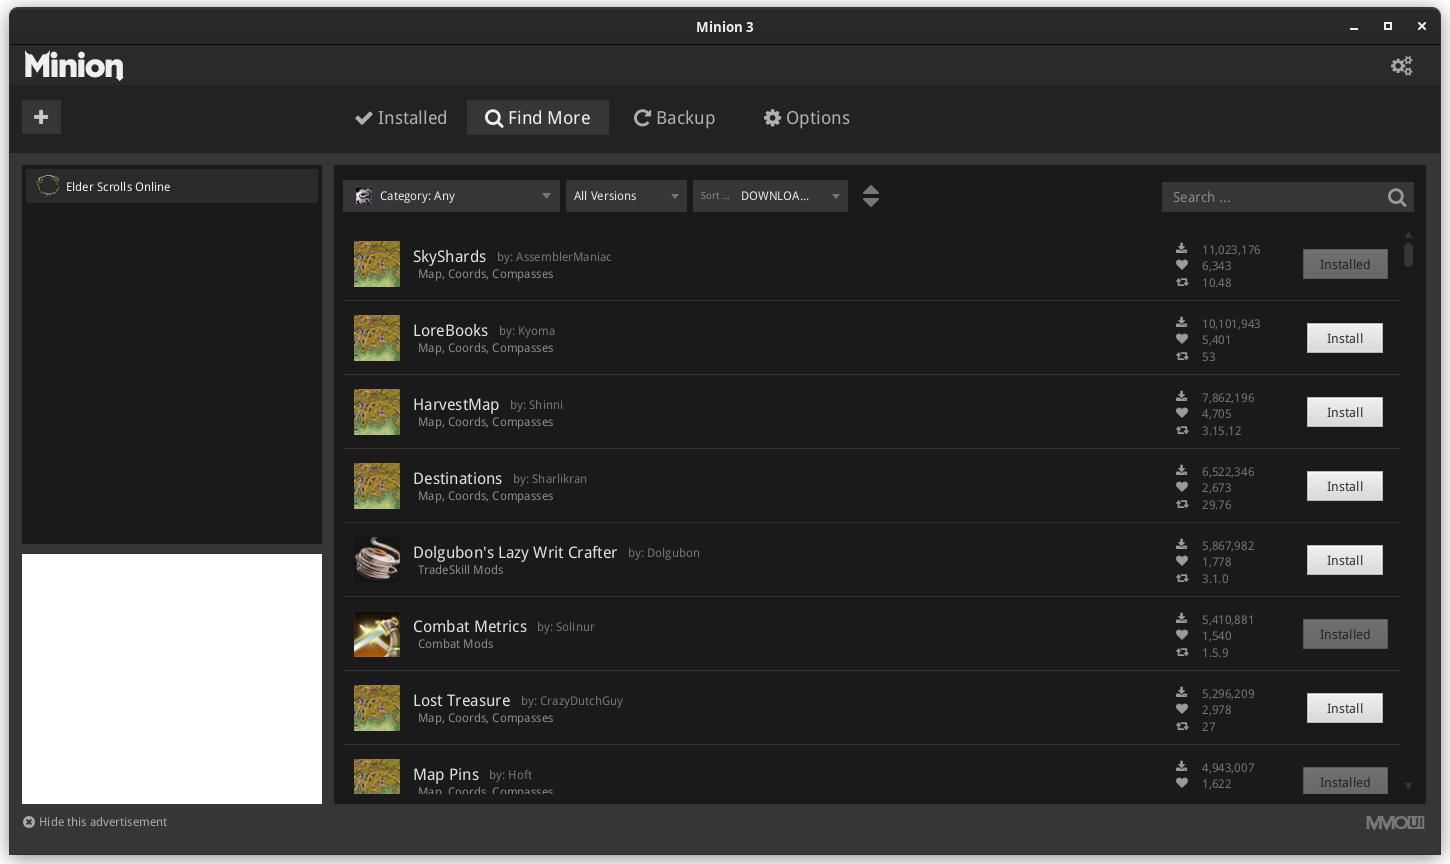 Minion 3
Minion
Installed Find More Backup Options
Elder Scrolls Online
Category: Any All Versions Sort ... DOWNLOA... Search ...
SkyShards by: AssemblerManiac
Map, Coords, Compasses
11,023,176
6,343
10.48
Installed
LoreBooks by: Kyoma
Map, Coords, Compasses
10,101,943
5,401
53
Install
HarvestMap by: Shinni
Map, Coords, Compasses
7,862,196
4,705
3.15.12
Install
Destinations by: Sharlikran
Map, Coords, Compasses
6,522,346
2,673
29.76
Install
Dolgubon's Lazy Writ Crafter by: Dolgubon
TradeSkill Mods
5,867,982
1,778
3.1.0
Install
Combat Metrics by: Solinur
Combat Mods
5,410,881
1,540
1.5.9
Installed
Lost Treasure by: CrazyDutchGuy
Map, Coords, Compasses
5,296,209
2,978
27
Install
Map Pins by: Hoft
Map, Coords, Compasses
4,943,007
1,622
Installed
Hide this advertisement
MMOUI